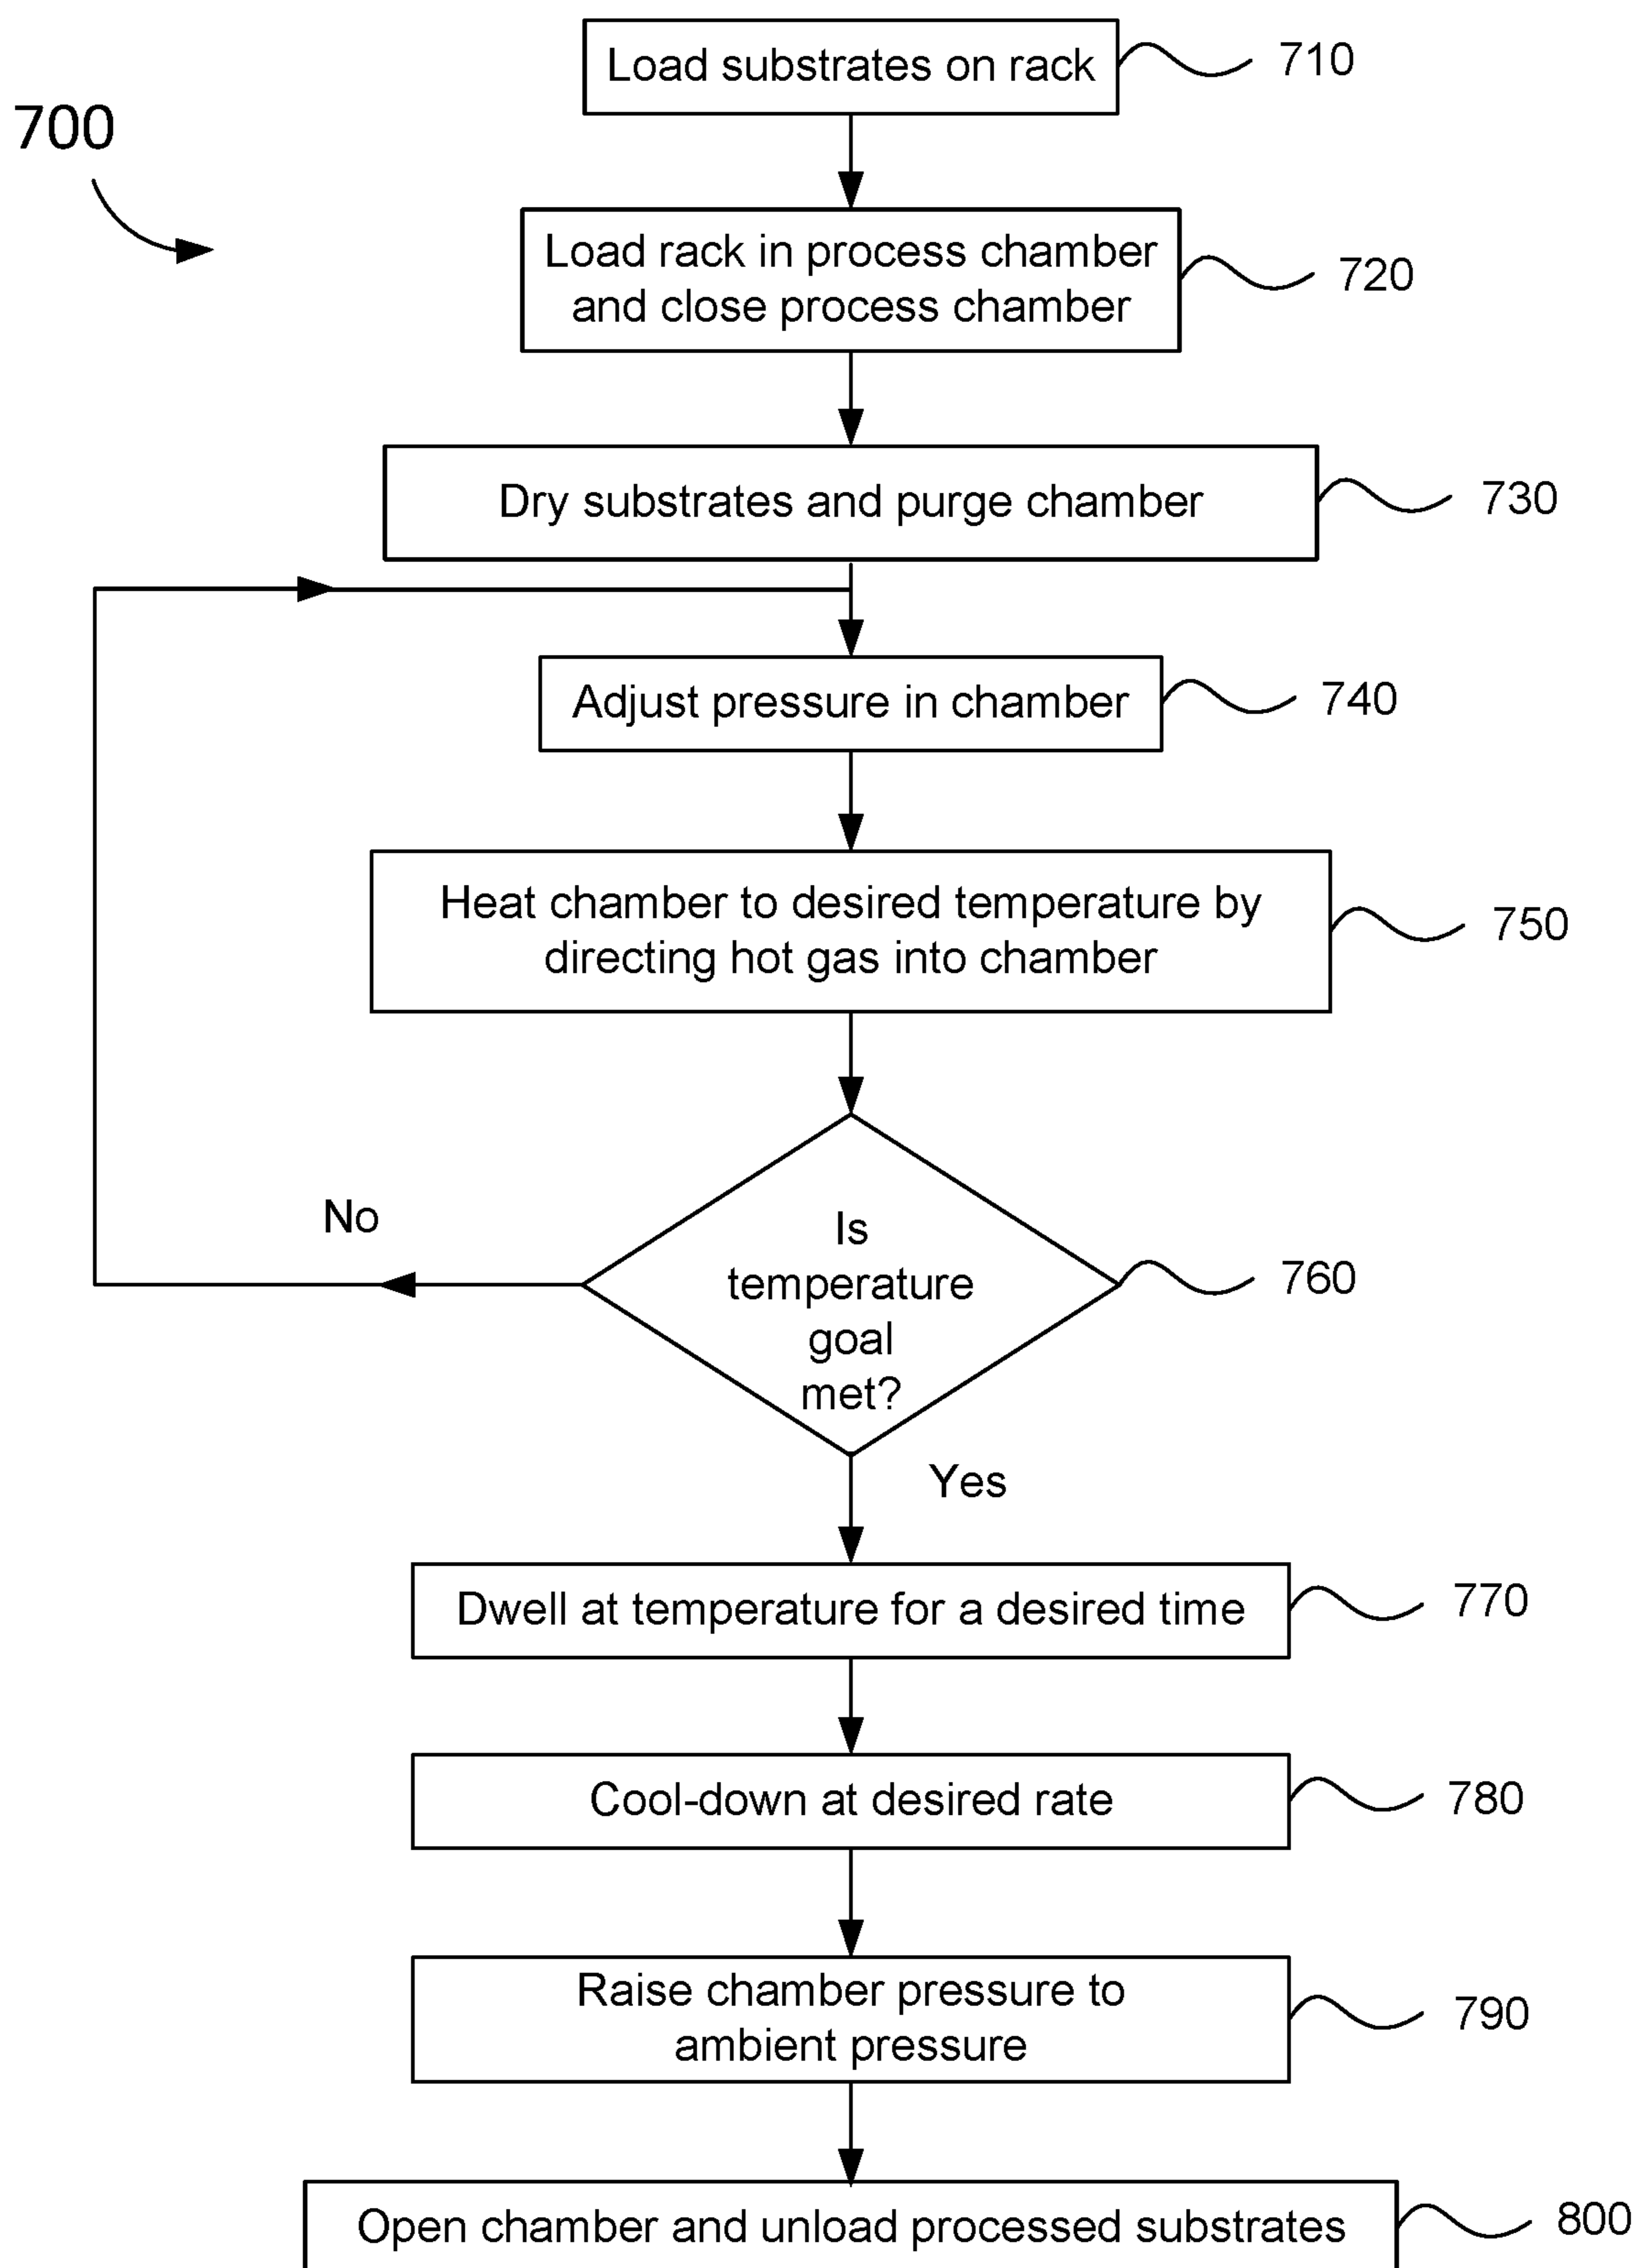 Load substrates on rack
710
700
Load rack in process chamber
and close process chamber
720
Dry substrates and purge chamber
730
Adjust pressure in chamber
740
Heat chamber to desired temperature by
directing hot gas into chamber
750
No
Is
temperature
goal
met?
760
Yes
Dwell at temperature for a desired time
770
Cool-down at desired rate
780
Raise chamber pressure to
ambient pressure
790
Open chamber and unload processed substrates
800